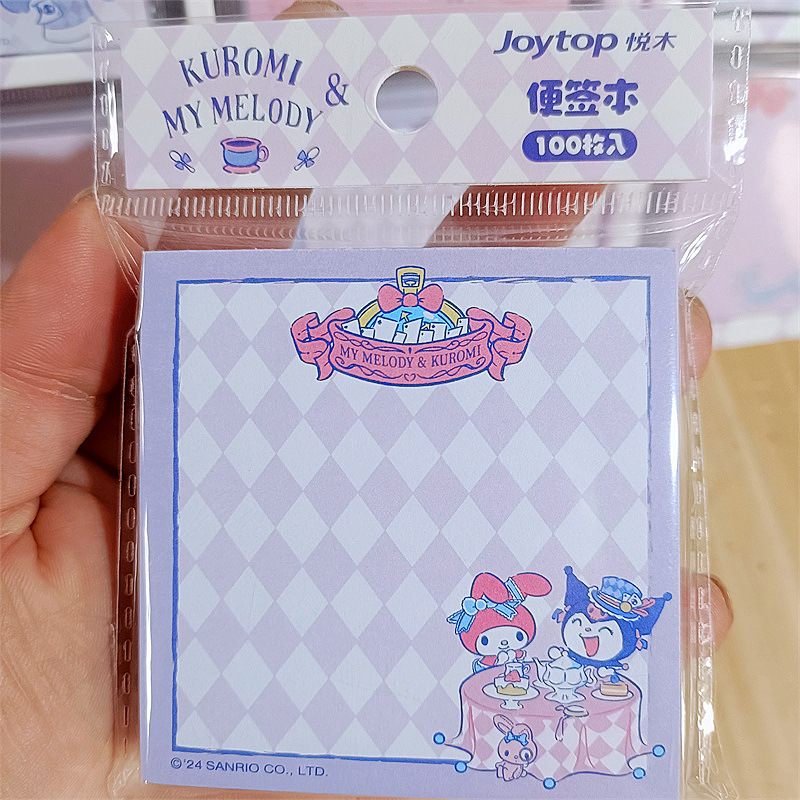 KUROMI
&
MY MELODY
Joytop 悦木
便签本
100枚入
MY MELODY & KUROMI
©'24 SANRIO CO., LTD.